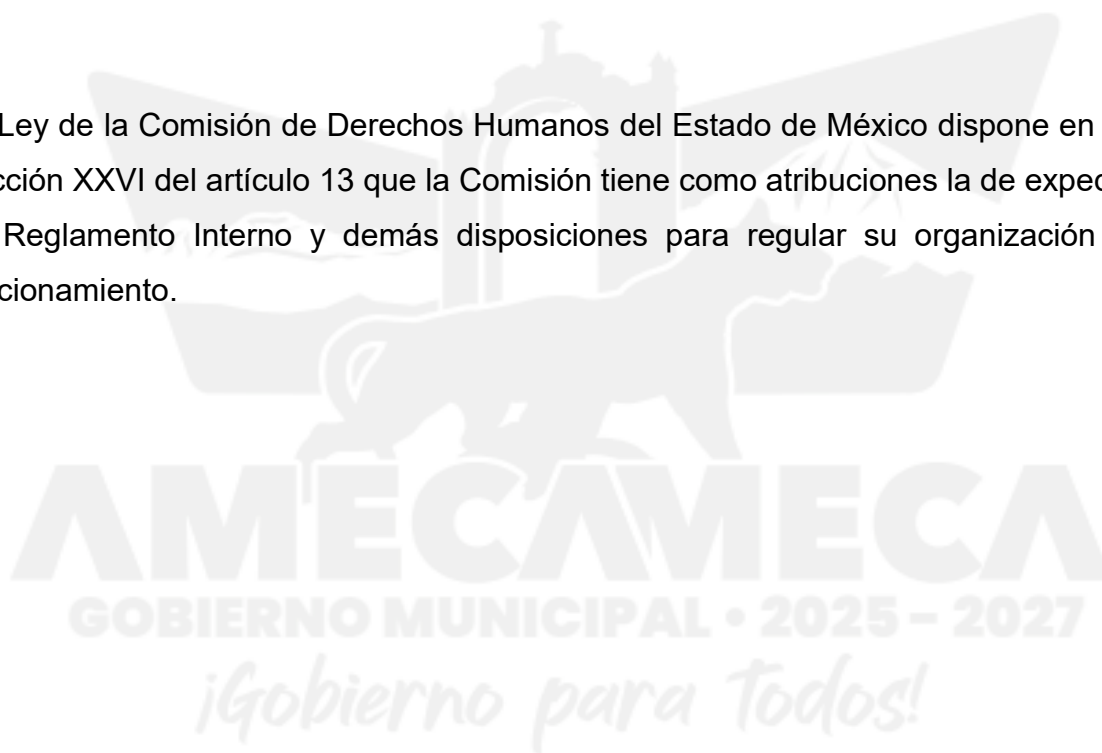 Ley de la Comisión de Derechos Humanos del Estado de México dispone en
cción XXVI del artículo 13 que la Comisión tiene como atribuciones la de expec
Reglamento Interno y demás disposiciones para regular su organización
cionamiento.
AMECAMECA
GOBIERNO MUNICIPAL • 2025 – 2027
¡Gobierno para Todos!